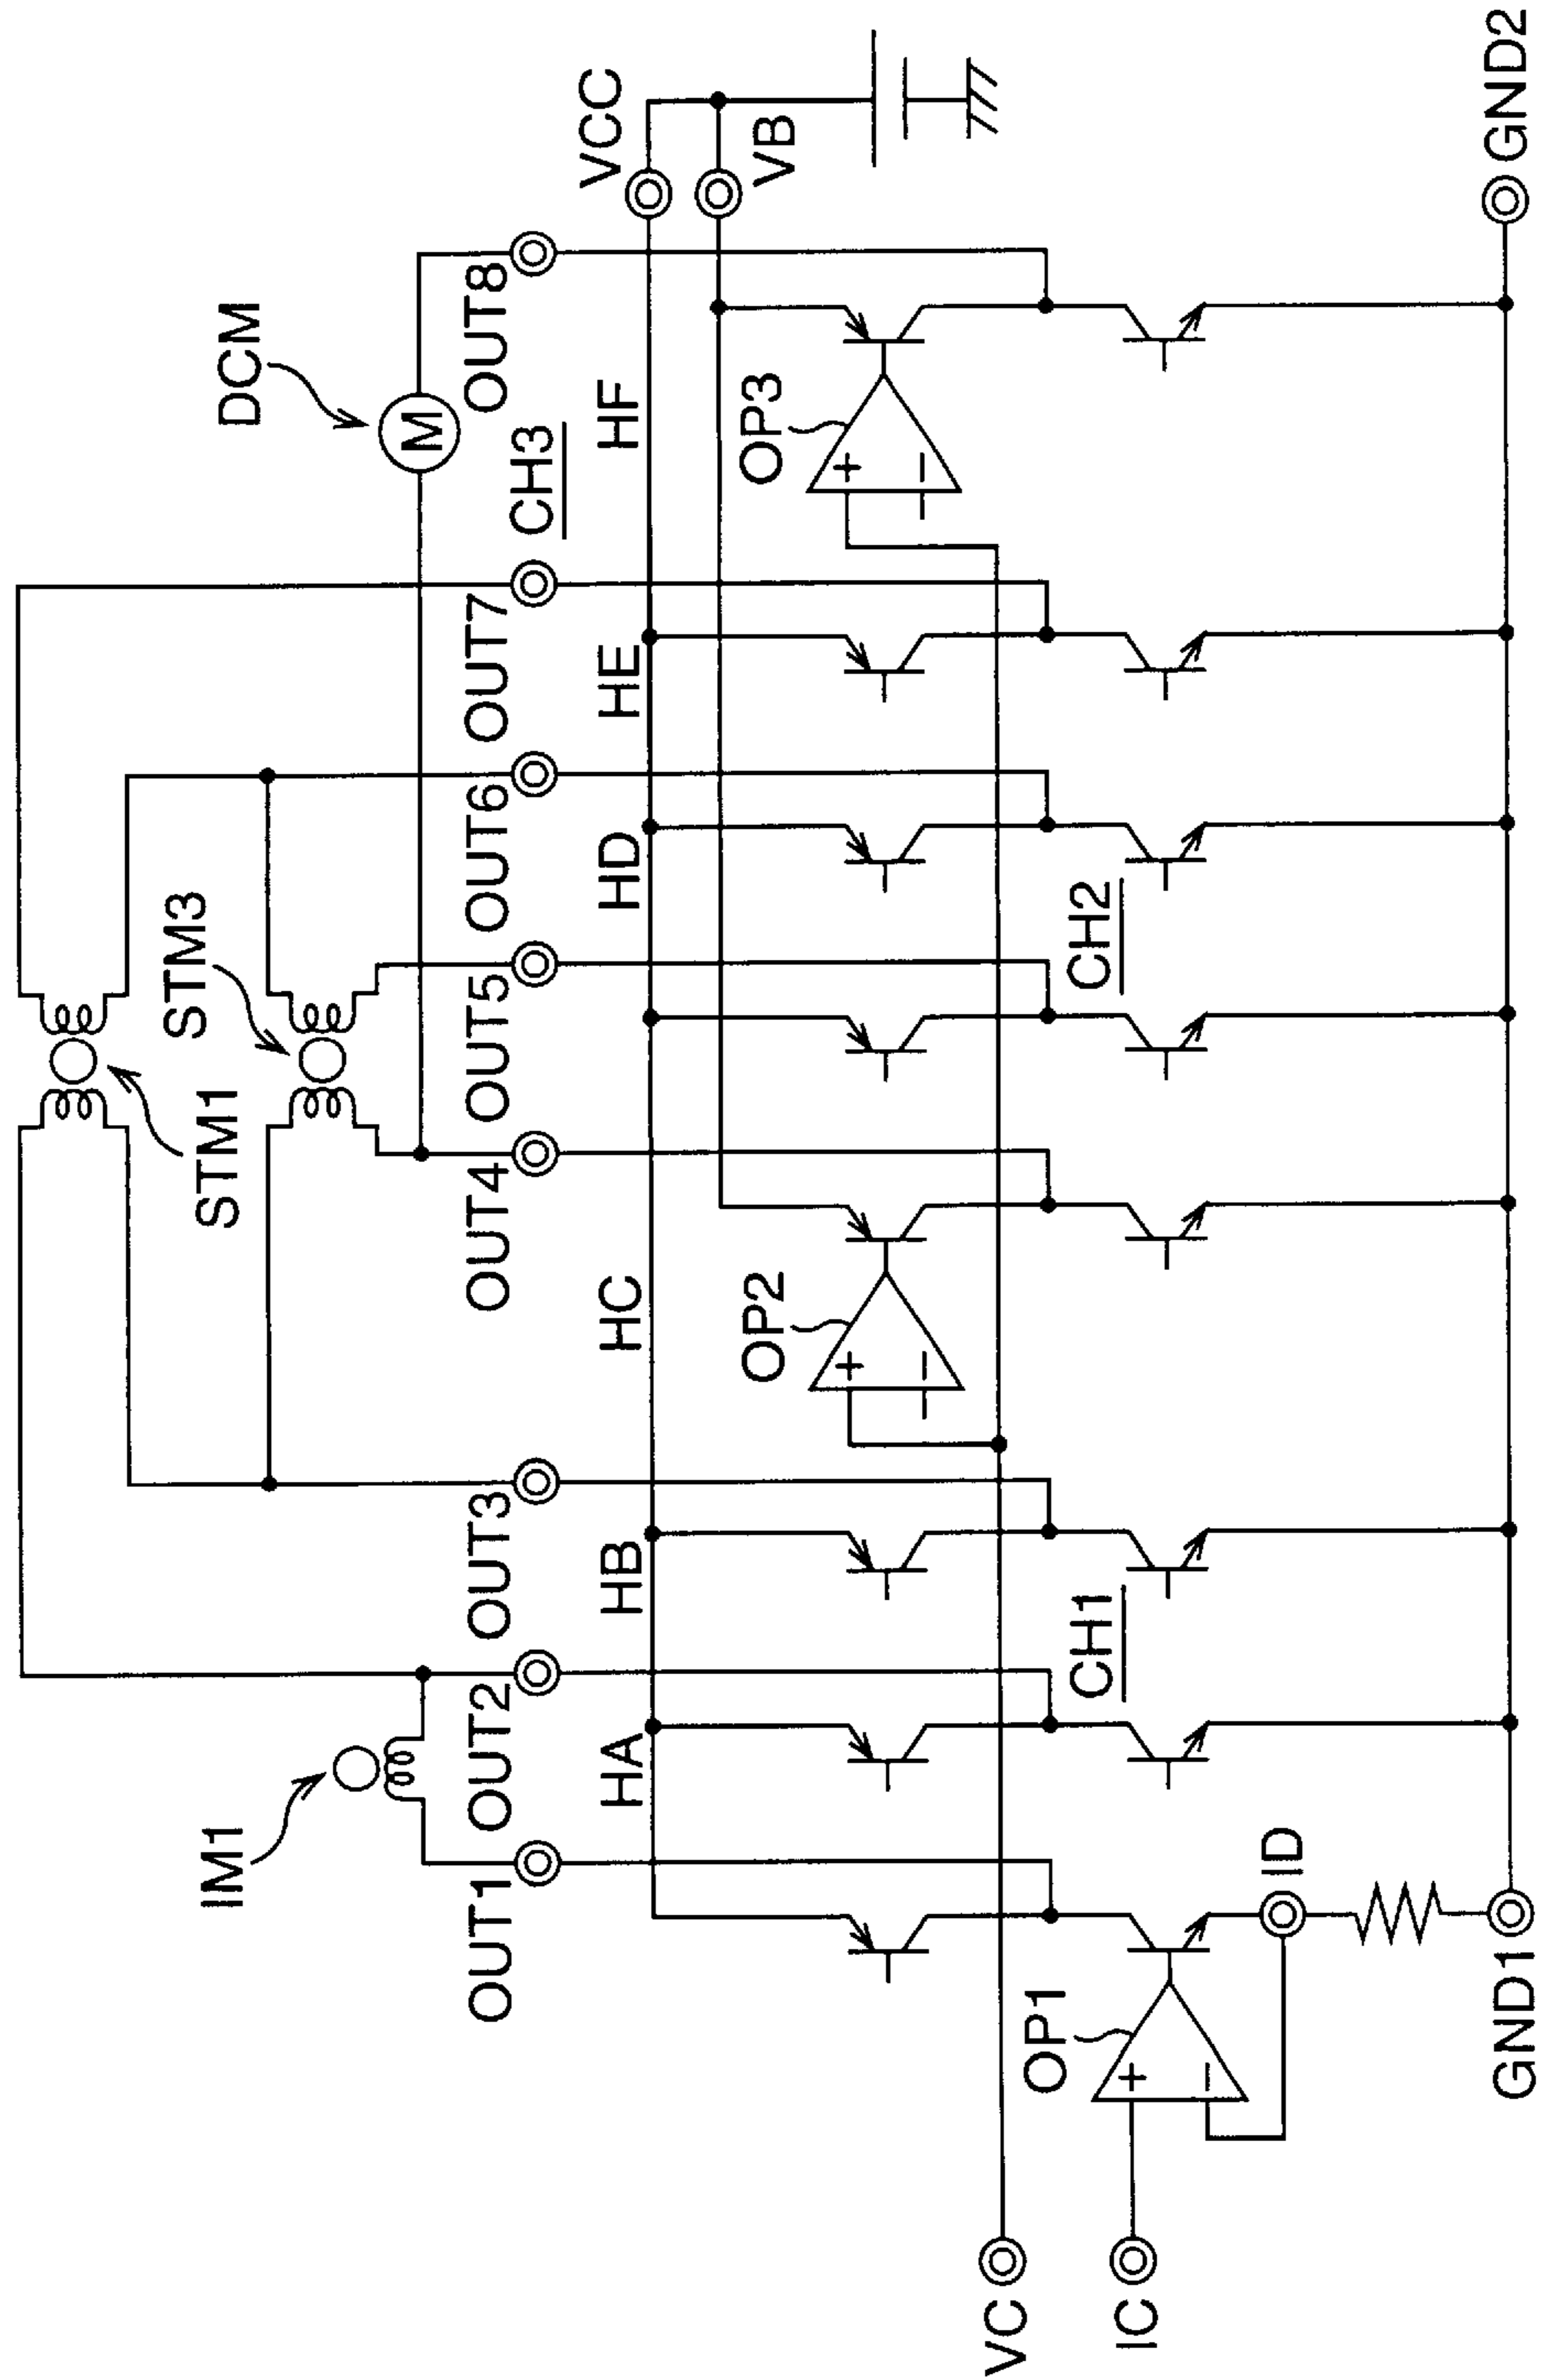 STM1
STM3
IM1
DCM
M
OUT1
OUT2
OUT3
OUT4
OUT5
OUT6
OUT7
CH3
OUT8
VCC
HA
HB
HC
HD
HE
HF
VB
OP2
+
−
OP3
+
−
VC
OP1
+
−
CH1
CH2
IC
ID
GND1
GND2